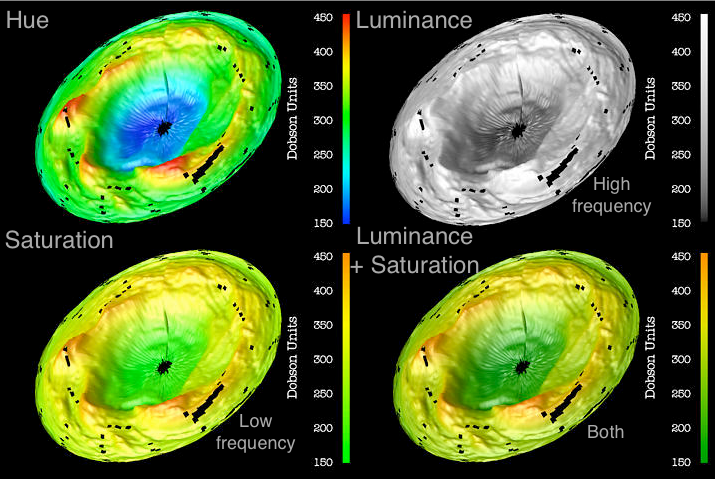 Hue
450
400
350
300
250
200
150
Dobson Units
Luminance
450
400
350
300
250
200
150
Dobson Units
High
frequency
Saturation
450
400
350
300
250
200
150
Dobson Units
Low
frequency
Luminance
+ Saturation
450
400
350
300
250
200
150
Dobson Units
Both